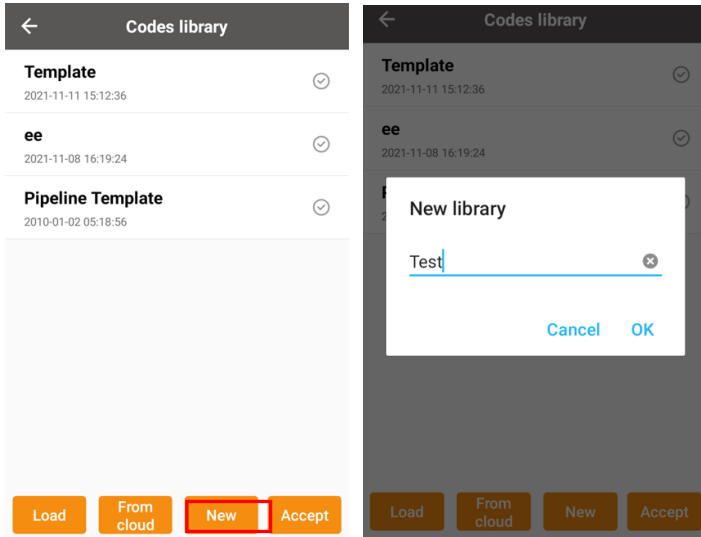 Codes library
Template
2021-11-11 15:12:36
ee
2021-11-08 16:19:24
Pipeline Template
2010-01-02 05:18:56
Load
From
cloud
New
Accept
Codes library
Template
2021-11-11 15:12:36
ee
2021-11-08 16:19:24
New library
Test
Cancel OK
Load
From
cloud
New
Accept